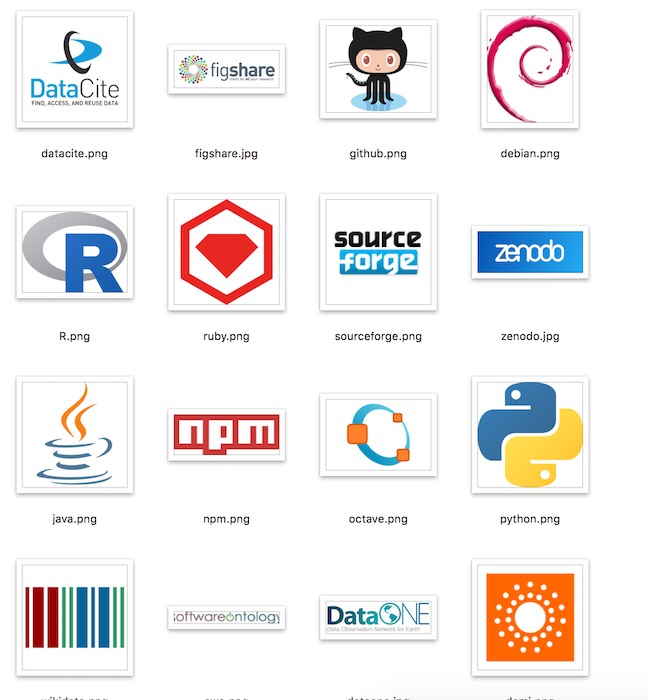 DataCite
FIND, ACCESS, AND REUSE DATA
figshare
credit for all your research
datacite.png
figshare.jpg
github.png
debian.png
R
source
forge
zenodo
R.png
ruby.png
sourceforge.png
zenodo.jpg
npm
java.png
npm.png
octave.png
python.png
softwareontology
DataONE
Data Observation Network for Earth